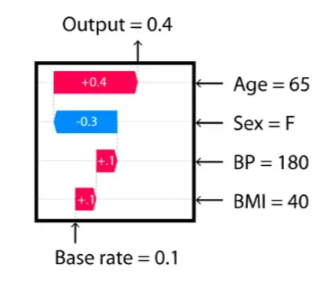 Output = 0.4
+0.4
Age = 65
-0.3
Sex = F
+.1
BP = 180
+.1
BMI = 40
Base rate = 0.1